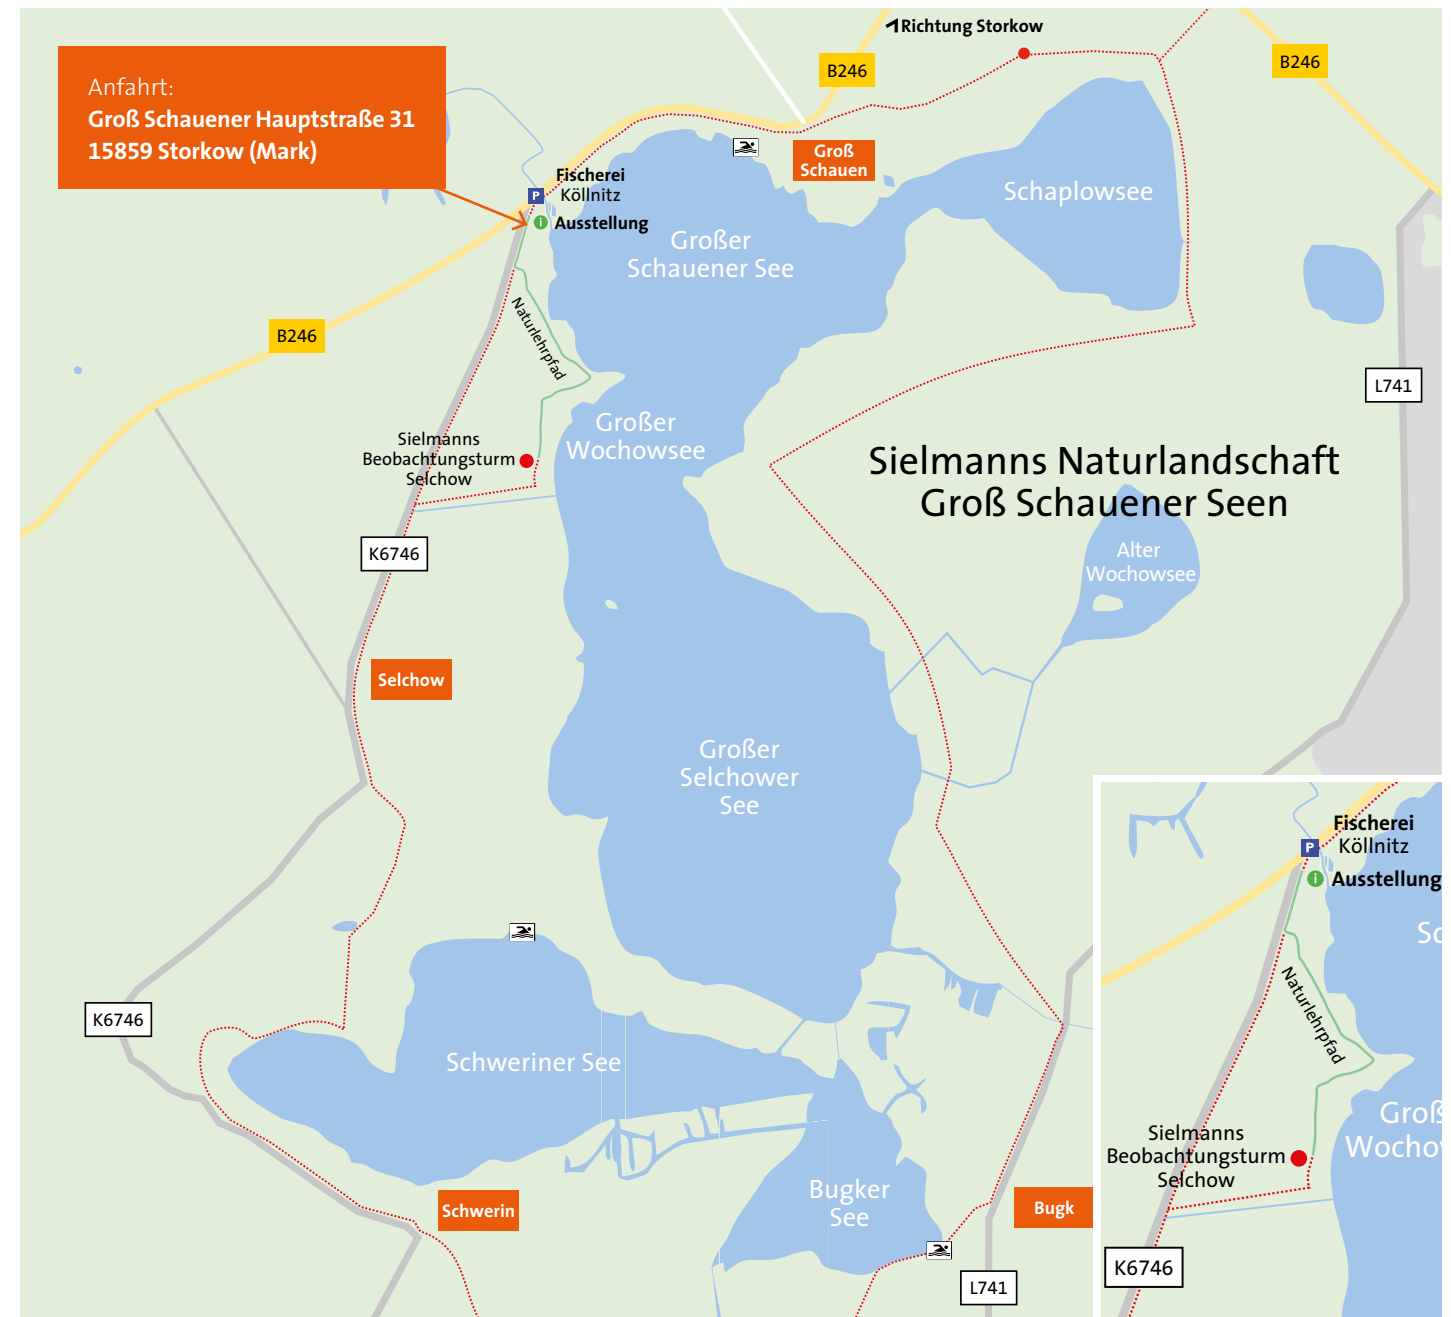 Richtung Storkow
B246
B246
Anfahrt:
Groß Schauener Hauptstraße 31
15859 Storkow (Mark)
Groß
Schauen
Fischerei
Köllnitz
P
i
Ausstellung
Schaplowsee
Großer
Schauener See
B246
Naturlehrpfad
L741
Großer
Wochowsee
Sielmanns
Beobachtungsturm
Selchow
Sielmanns Naturlandschaft
Groß Schauener Seen
K6746
Alter
Wochowsee
Selchow
Großer
Selchower
See
K6746
Schweriner See
Bugker
See
Schwerin
Bugk
L741
Fischerei
Köllnitz
P
i
Ausstellung
Sc
Naturlehrpfad
Groß
Wocho
Sielmanns
Beobachtungsturm
Selchow
K6746